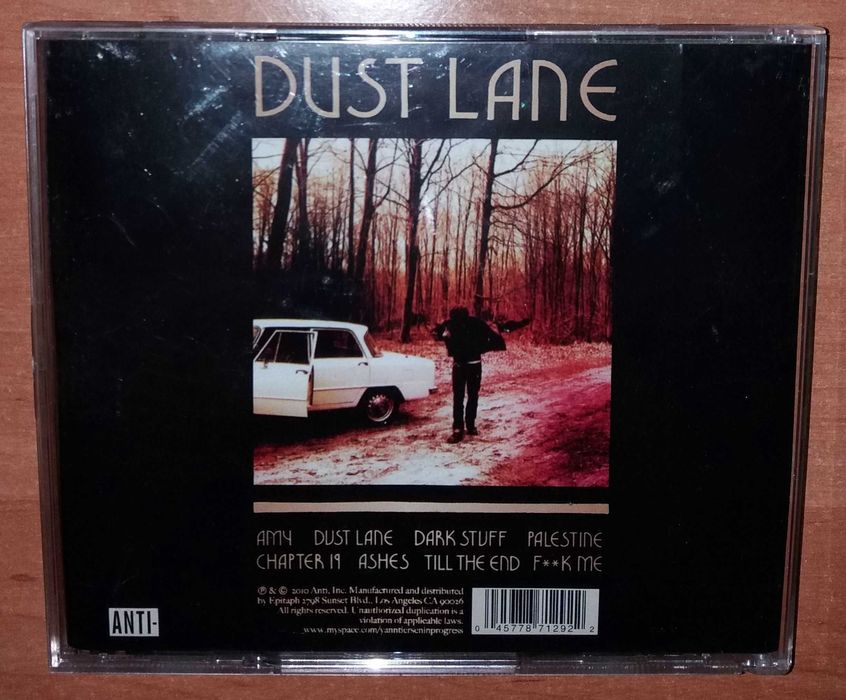 DUST LANE
AMY DUST LANE DARK STUFF PALESTINE
CHAPTER 19 ASHES TILL THE END F**K ME
℗ & © 2010 Anti, Inc. Manufactured and distributed
by Epitaph 2798 Sunset Blvd., Los Angeles CA 90026
All rights reserved. Unauthorized duplication is a
violation of applicable laws.
www.myspace.com/yanntierseninprogress
ANTI-
0 45778 71292 2